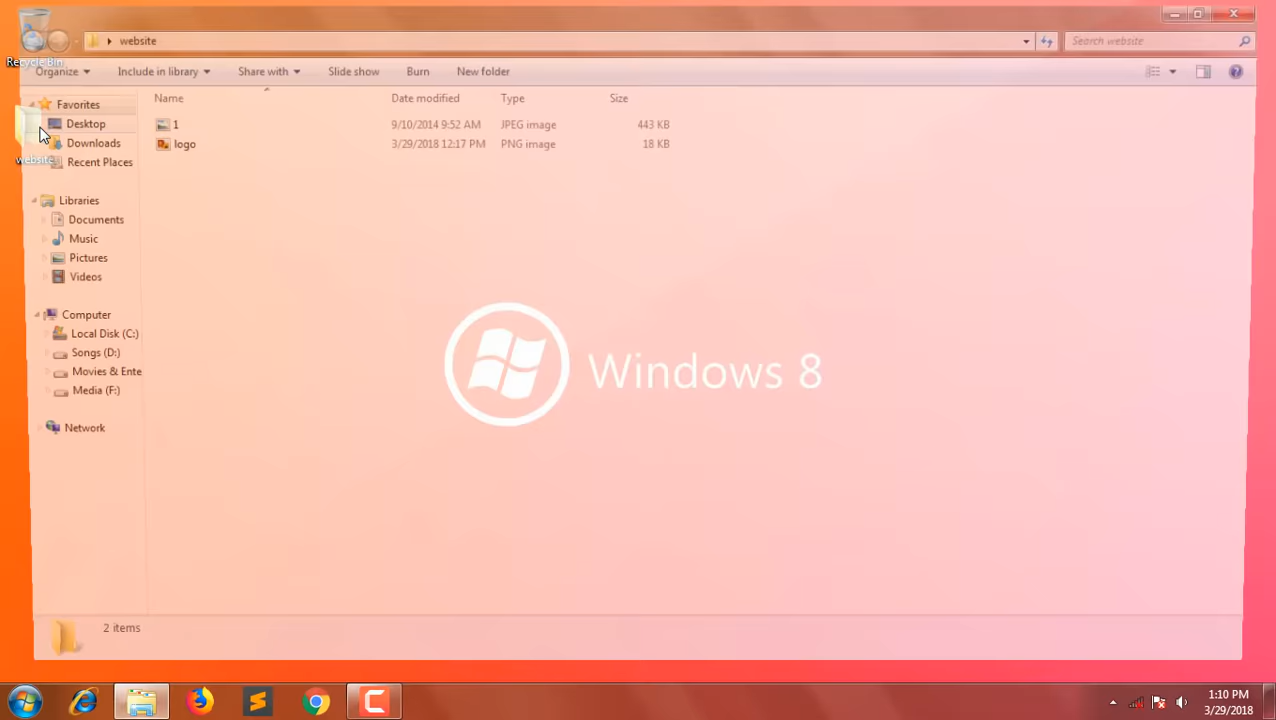 Recycle Bin
website
website
Search website
Organize
Include in library
Share with
Slide show
Burn
New folder
Name
Date modified
Type
Size
1
9/10/2014 9:52 AM
JPEG image
443 KB
logo
3/29/2018 12:17 PM
PNG image
18 KB
Favorites
Desktop
Downloads
Recent Places
Libraries
Documents
Music
Pictures
Videos
Computer
Local Disk (C:)
Songs (D:)
Movies & Ente
Media (F:)
Network
Windows 8
2 items
1:10 PM
3/29/2018